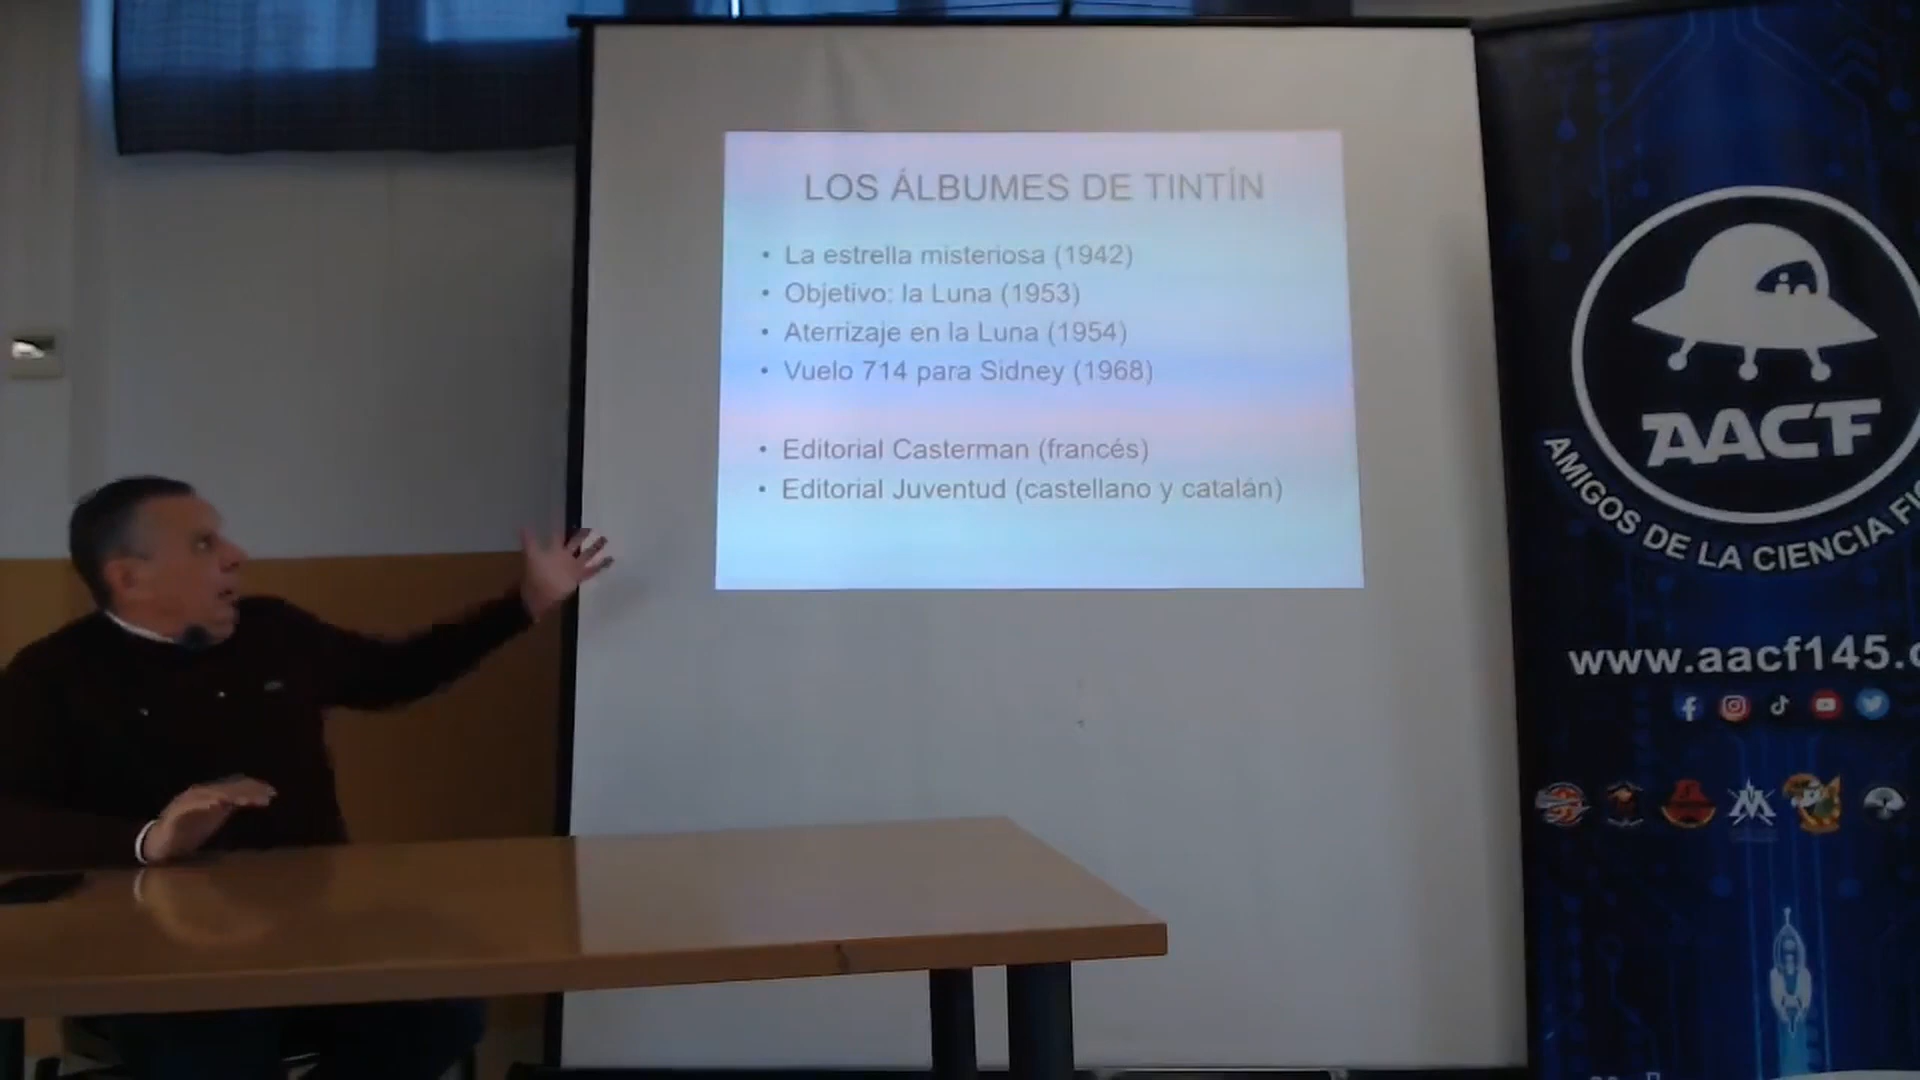 LOS ÁLBUMES DE TINTÍN
• La estrella misteriosa (1942)
• Objetivo: la Luna (1953)
• Aterrizaje en la Luna (1954)
• Vuelo 714 para Sidney (1968)
• Editorial Casterman (francés)
• Editorial Juventud (castellano y catalán)
AACF
AMIGOS DE LA CIENCIA FIC
www.aacf145.